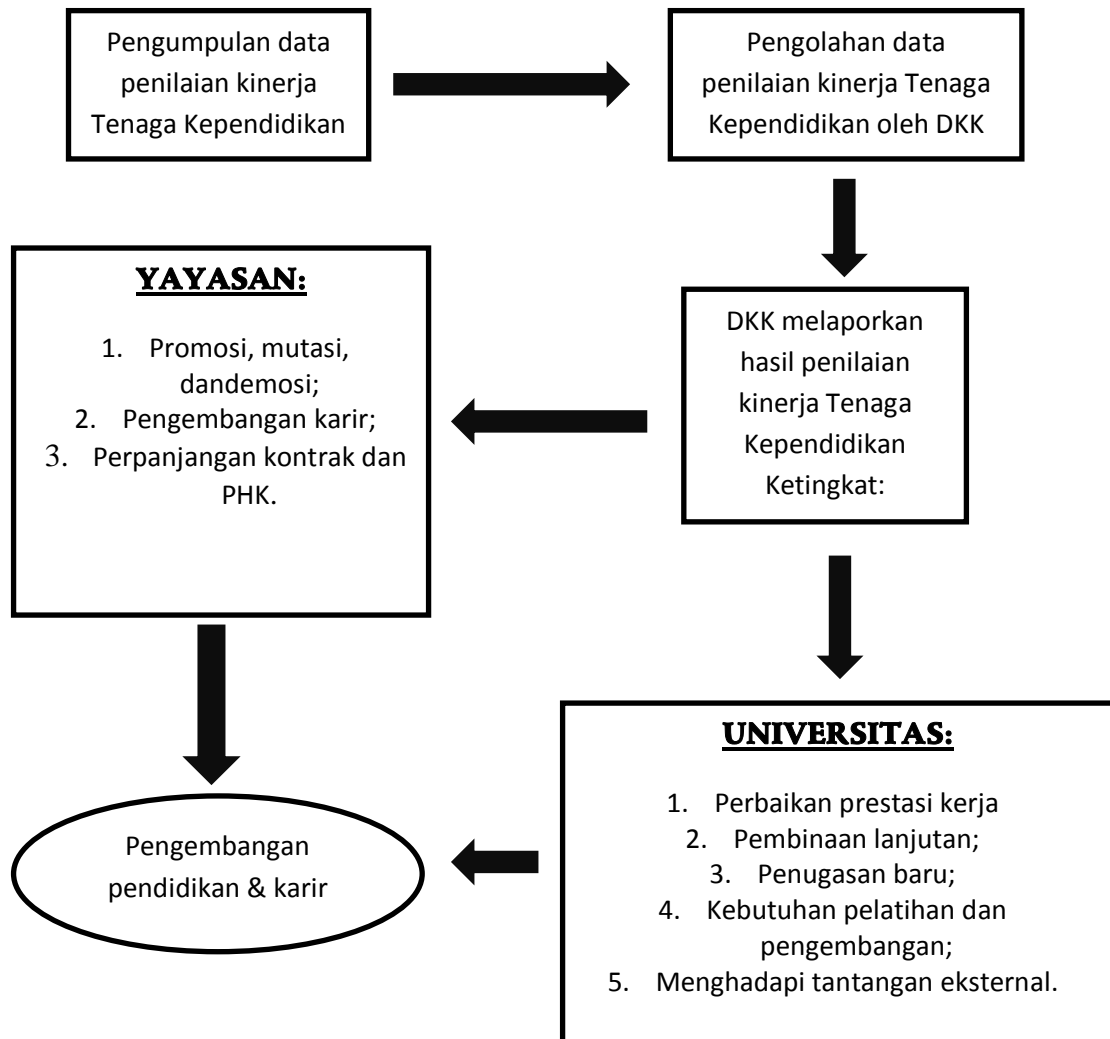 Pengumpulan data
penilaian kinerja
Tenaga Kependidikan
Pengolahan data
penilaian kinerja Tenaga
Kependidikan oleh DKK
DKK melaporkan
hasil penilaian
kinerja Tenaga
Kependidikan
Ketingkat:
YAYASAN:
1. Promosi, mutasi,
dandemosi;
2. Pengembangan karir;
3. Perpanjangan kontrak dan
PHK.
UNIVERSITAS:
1. Perbaikan prestasi kerja
2. Pembinaan lanjutan;
3. Penugasan baru;
4. Kebutuhan pelatihan dan
pengembangan;
5. Menghadapi tantangan eksternal.
Pengembangan
pendidikan & karir